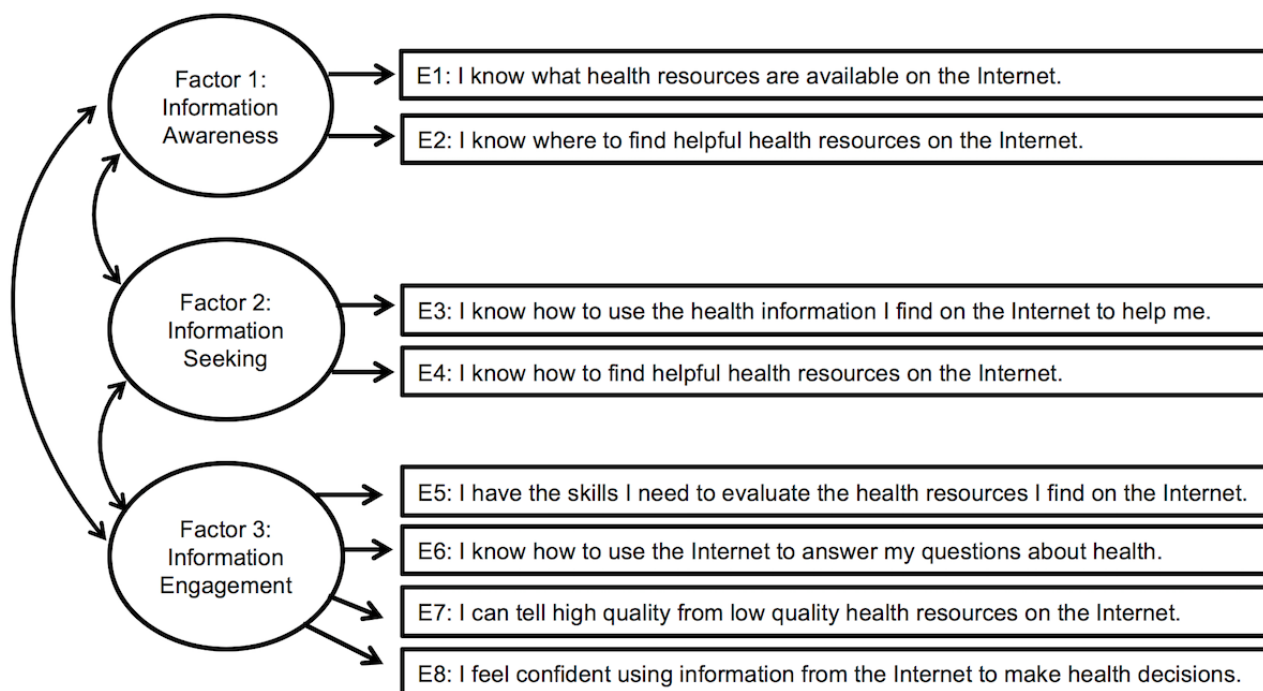 Factor 1:
Information
Awareness
E1: I know what health resources are available on the Internet.
E2: I know where to find helpful health resources on the Internet.
Factor 2:
Information
Seeking
E3: I know how to use the health information I find on the Internet to help me.
E4: I know how to find helpful health resources on the Internet.
Factor 3:
Information
Engagement
E5: I have the skills I need to evaluate the health resources I find on the Internet.
E6: I know how to use the Internet to answer my questions about health.
E7: I can tell high quality from low quality health resources on the Internet.
E8: I feel confident using information from the Internet to make health decisions.